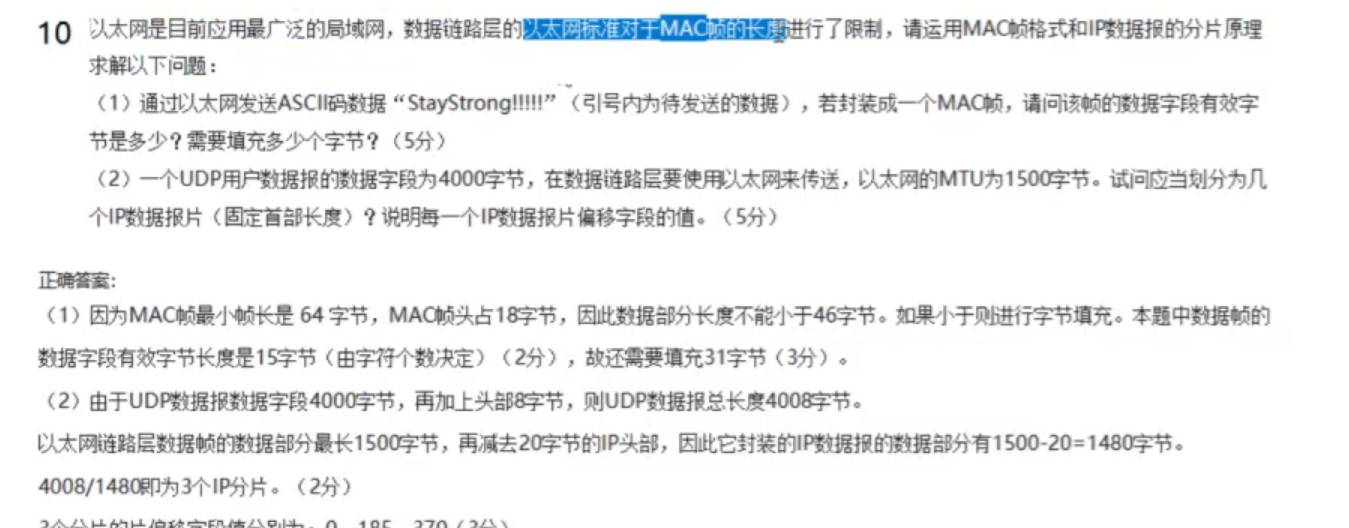 10 以太网是目前应用最广泛的局域网，数据链路层的以太网标准对于MAC帧的长度进行了限制，请运用MAC帧格式和IP数据报的分片原理
求解以下问题：
（1）通过以太网发送ASCII码数据“StayStrong!!!!!”（引号内为待发送的数据），若封装成一个MAC帧，请问该帧的数据字段有效字
节是多少？需要填充多少个字节？（5分）
（2）一个UDP用户数据报的数据字段为4000字节，在数据链路层要使用以太网来传送，以太网的MTU为1500字节。试问应当划分为几
个IP数据报片（固定首部长度）？说明每一个IP数据报片偏移字段的值。（5分）
正确答案:
（1）因为MAC帧最小帧长是 64 字节，MAC帧头占18字节，因此数据部分长度不能小于46字节。如果小于则进行字节填充。本题中数据帧的
数据字段有效字节长度是15字节（由字符个数决定）（2分），故还需要填充31字节（3分）。
（2）由于UDP数据报数据字段4000字节，再加上头部8字节，则UDP数据报总长度4008字节。
以太网链路层数据帧的数据部分最长1500字节，再减去20字节的IP头部，因此它封装的IP数据报的数据部分有1500-20=1480字节。
4008/1480即为3个IP分片。（2分）
3个分片的片偏移字段值分别为：0、185、370（3分）